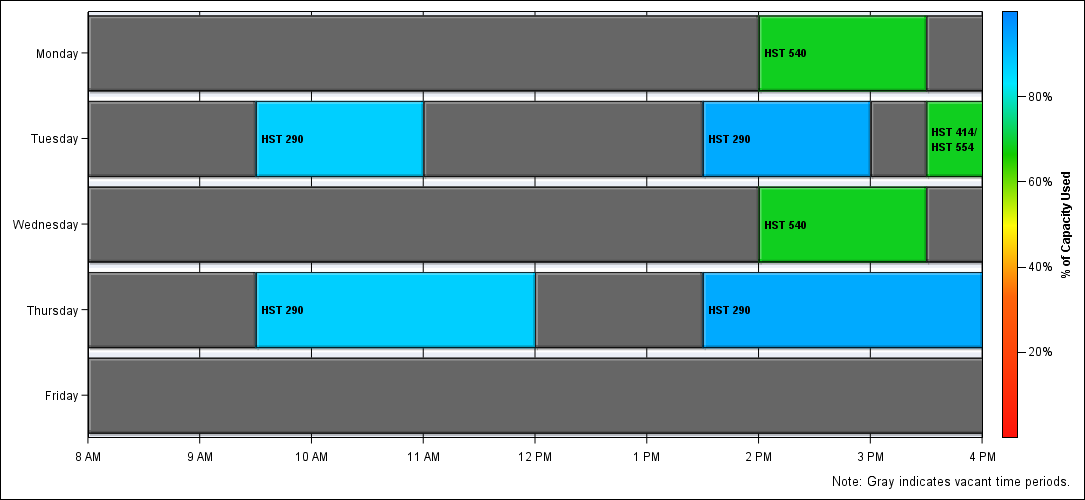 Monday
HST 540
Tuesday
HST 290
HST 290
HST 414/
HST 554
Wednesday
HST 540
Thursday
HST 290
HST 290
Friday
8 AM 9 AM 10 AM 11 AM 12 PM 1 PM 2 PM 3 PM 4 PM
80%
60%
40%
20%
% of Capacity Used
Note: Gray indicates vacant time periods.